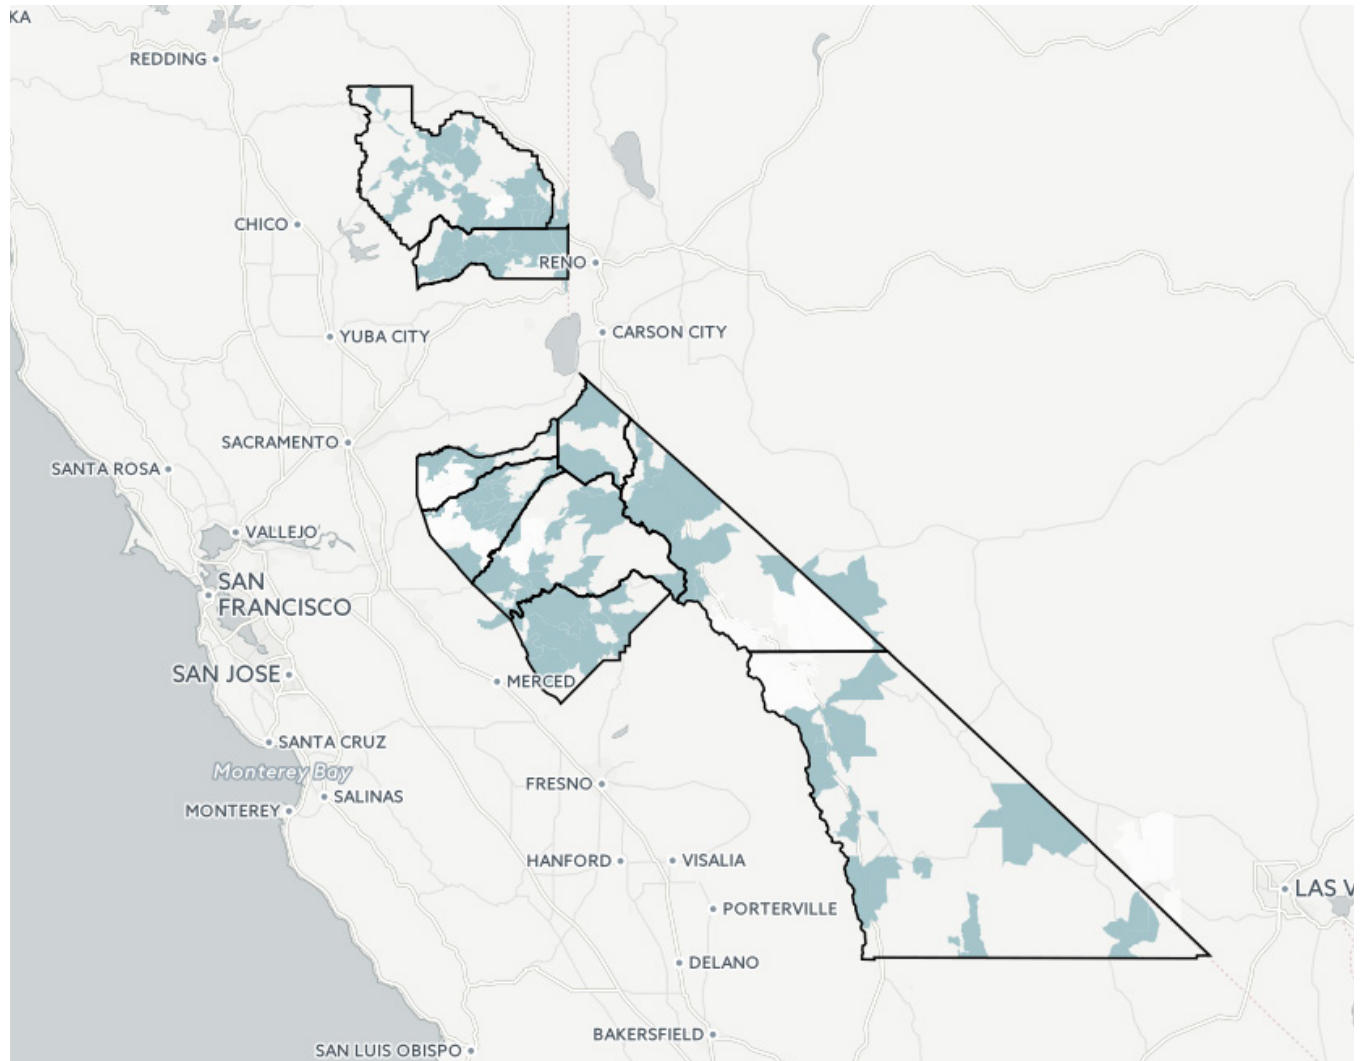 KA
REDDING
CHICO
RENO
YUBA CITY
CARSON CITY
SACRAMENTO
SANTA ROSA
VALLEJO
SAN
FRANCISCO
SAN JOSE
MERCED
SANTA CRUZ
Monterey Bay
FRESNO
SALINAS
MONTEREY
HANFORD
VISALIA
LAS V
PORTERVILLE
DELANO
BAKERSFIELD
SAN LUIS OBISPO